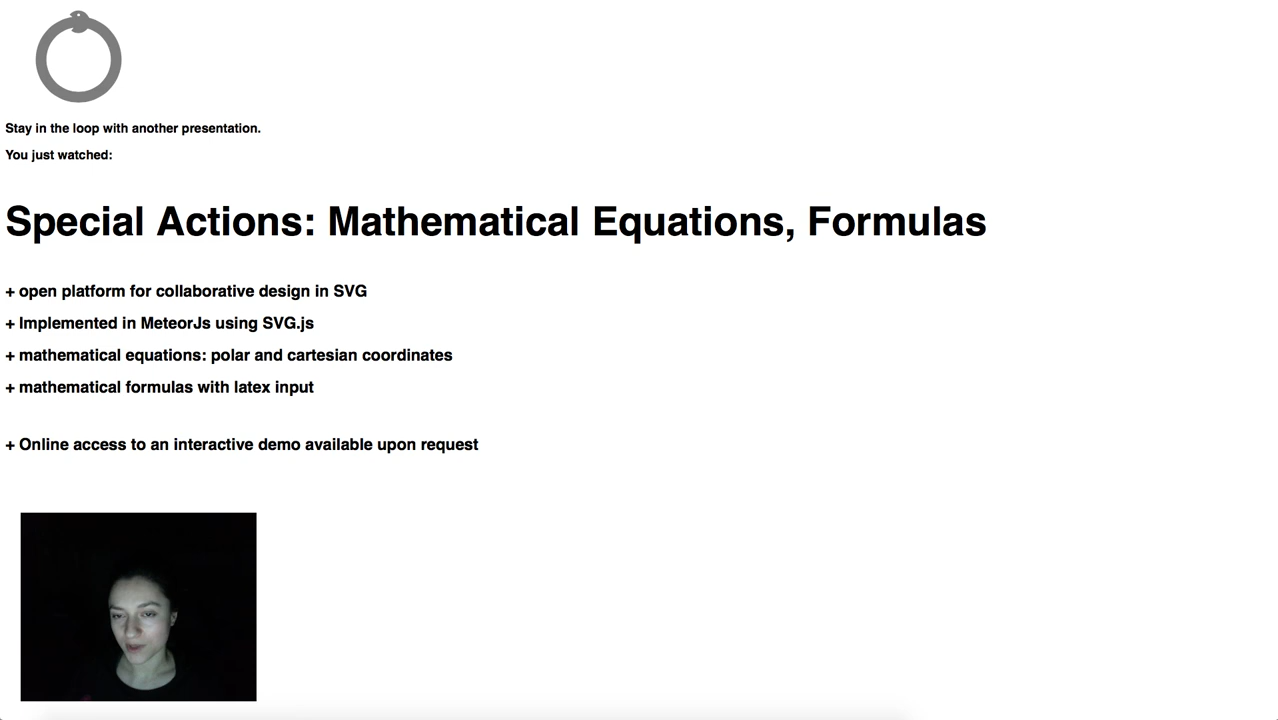 Stay in the loop with another presentation.
You just watched:
Special Actions: Mathematical Equations, Formulas
+ open platform for collaborative design in SVG
+ Implemented in MeteorJs using SVG.js
+ mathematical equations: polar and cartesian coordinates
+ mathematical formulas with latex input
+ Online access to an interactive demo available upon request